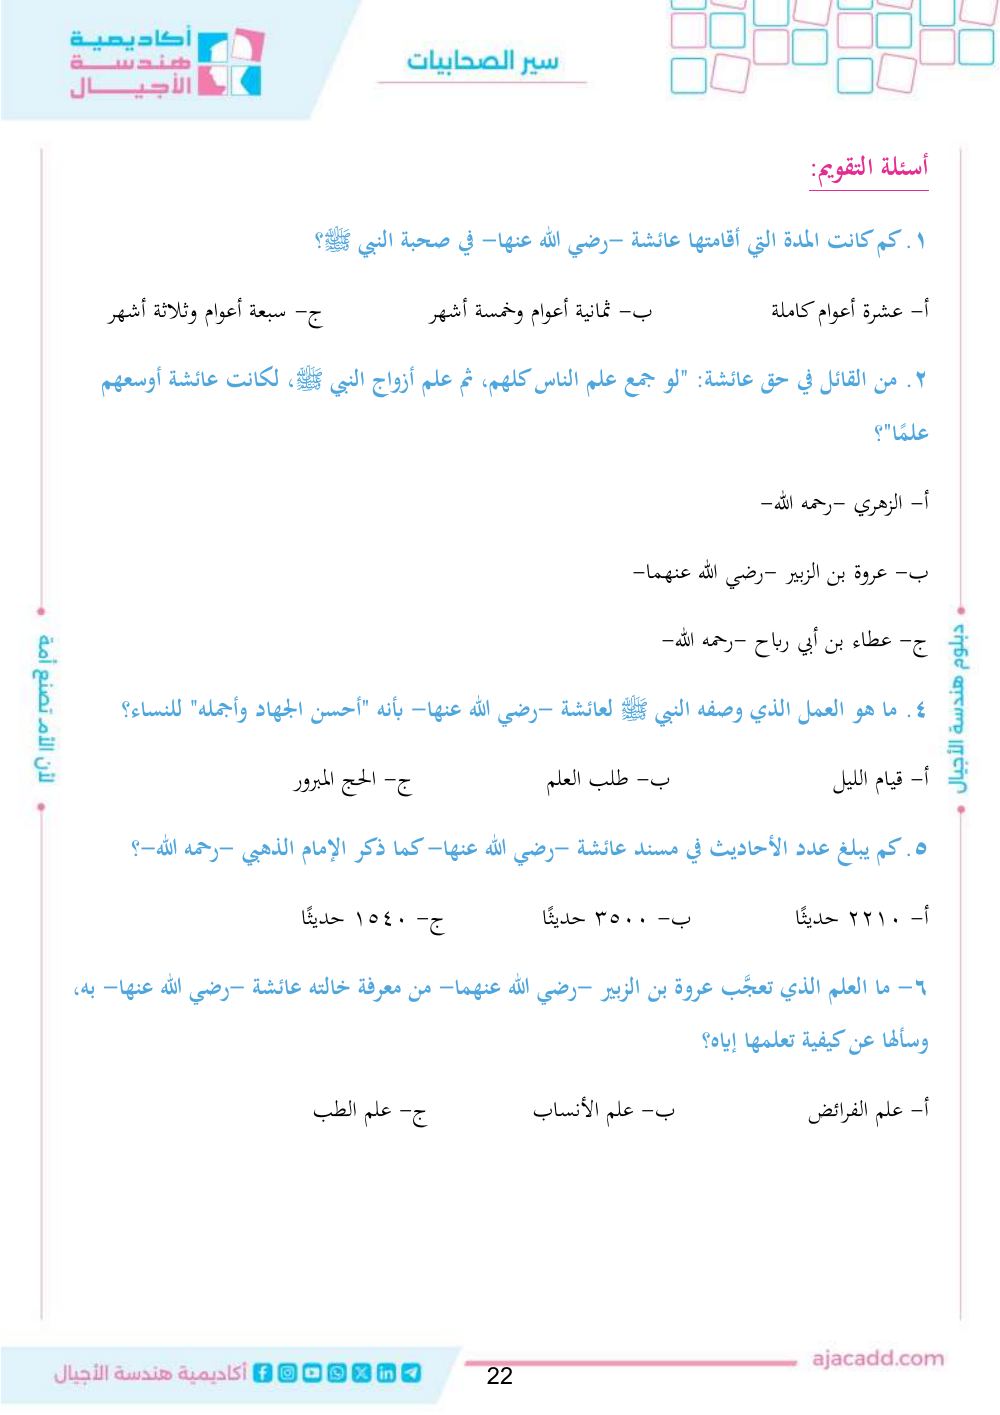 أكاديمية
هندسة
الأجيال
سير الصحابيات
أسئلة التقويم:
١. كم كانت المدة التي أقامتها عائشة –رضي الله عنها– في صحبة النبي ﷺ؟
أ– عشرة أعوام كاملة ب– ثمانية أعوام وخمسة أشهر ج– سبعة أعوام وثلاثة أشهر
٢. من القائل في حق عائشة: "لو جمع علم الناس كلهم، ثم علم أزواج النبي ﷺ، لكانت عائشة أوسعهم
علمًا"؟
أ– الزهري –رحمه الله–
ب– عروة بن الزبير –رضي الله عنهما–
ج– عطاء بن أبي رباح –رحمه الله–
٤. ما هو العمل الذي وصفه النبي ﷺ لعائشة –رضي الله عنها– بأنه "أحسن الجهاد وأجمله" للنساء؟
أ– قيام الليل ب– طلب العلم ج– الحج المبرور
٥. كم يبلغ عدد الأحاديث في مسند عائشة –رضي الله عنها– كما ذكر الإمام الذهبي –رحمه الله–؟
أ– ٢٢١٠ حديثًا ب– ٣٥٠٠ حديثًا ج– ١٥٤٠ حديثًا
٦– ما العلم الذي تعجَّب عروة بن الزبير –رضي الله عنهما– من معرفة خالته عائشة –رضي الله عنها– به،
وسألها عن كيفية تعلمها إياه؟
أ– علم الفرائض ب– علم الأنساب ج– علم الطب
دبلوم هندسة الأجيال
لأن الأم تصنع أمة
أكاديمية هندسة الأجيال
22
ajacadd.com